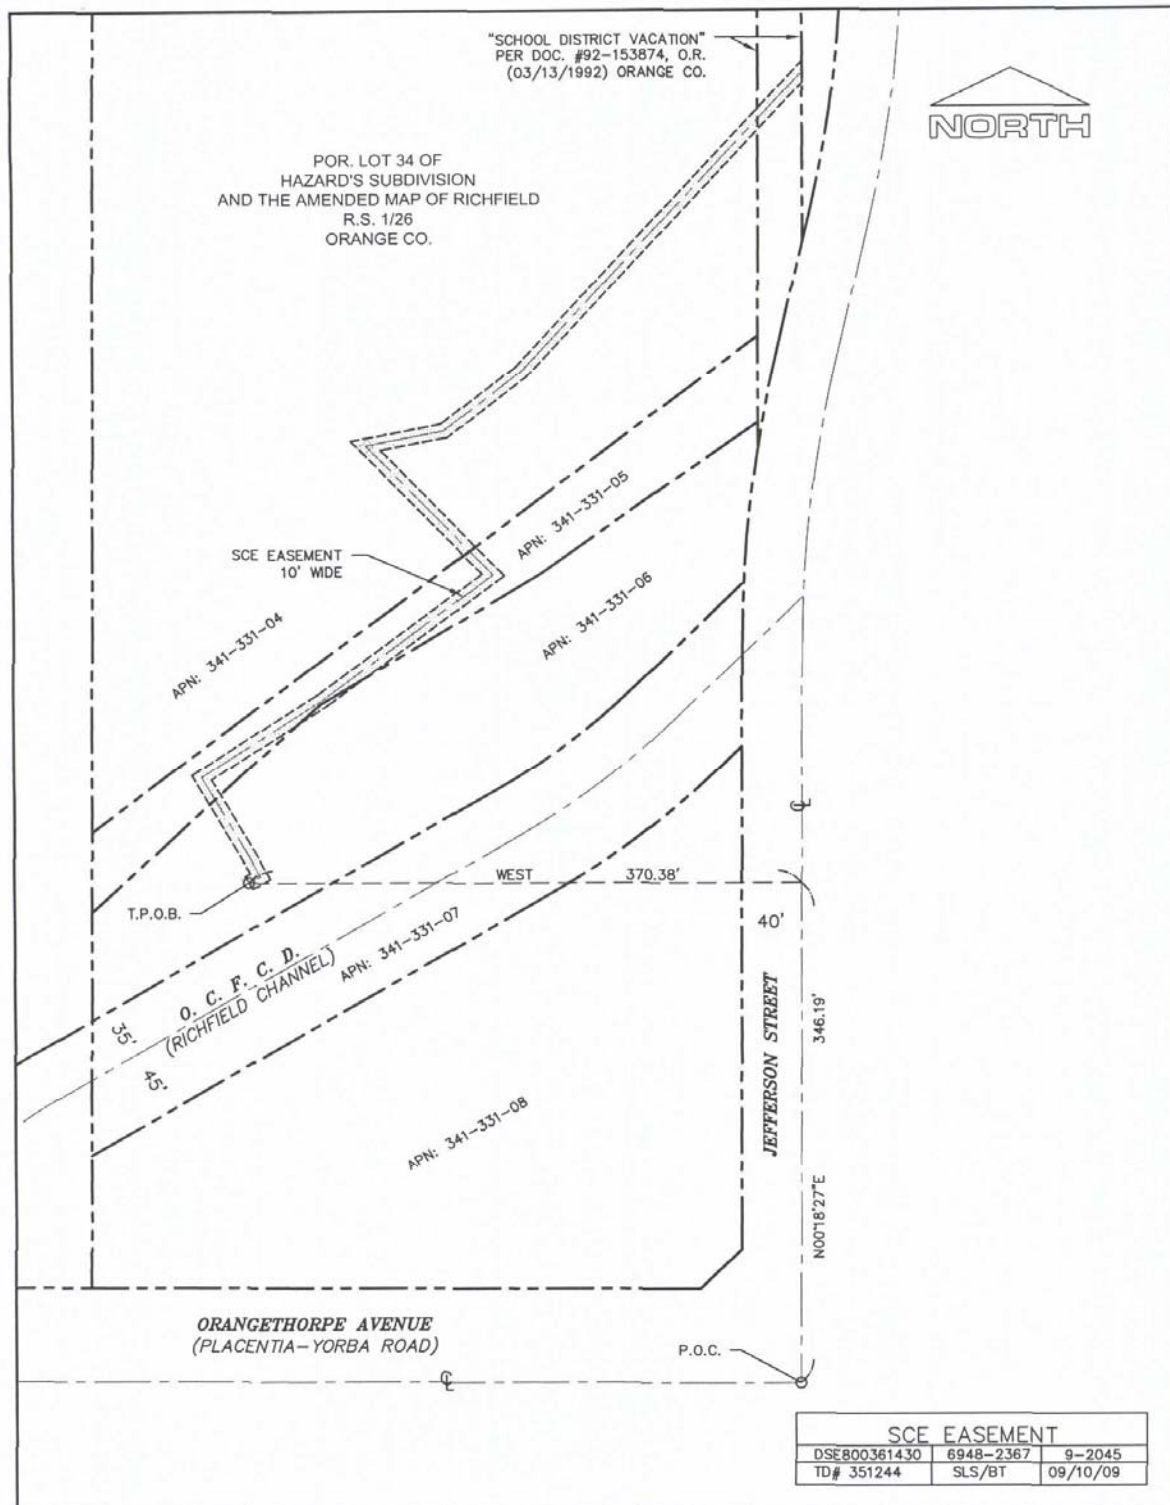 "SCHOOL DISTRICT VACATION"
PER DOC. #92-153874, O.R.
(03/13/1992) ORANGE CO.
NORTH
POR. LOT 34 OF
HAZARD'S SUBDIVISION
AND THE AMENDED MAP OF RICHFIELD
R.S. 1/26
ORANGE CO.
APN: 341-331-05
SCE EASEMENT
10' WIDE
APN: 341-331-06
APN: 341-331-04
WEST 370.38'
T.P.O.B.
40'
APN: 341-331-07
O. C. F. C. D.
(RICHFIELD CHANNEL)
35'
45'
JEFFERSON STREET
346.19'
N00°18'27"E
APN: 341-331-08
ORANGETHORPE AVENUE
(PLACENTIA-YORBA ROAD)
P.O.C.
SCE EASEMENT
DSE800361430 6948-2367 9-2045
TD# 351244 SLS/BT 09/10/09